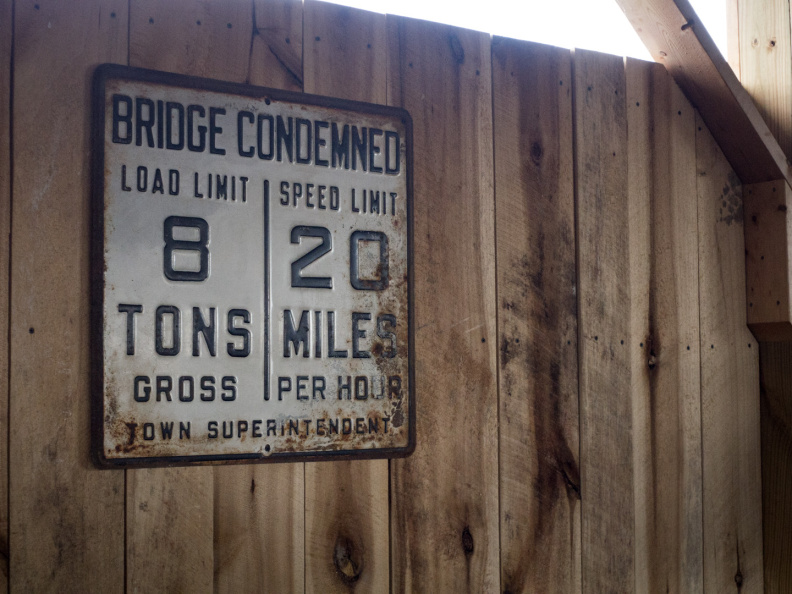 BRIDGE CONDEMNED
LOAD LIMIT
8
TONS
GROSS
SPEED LIMIT
20
MILES
PER HOUR
TOWN SUPERINTENDENT